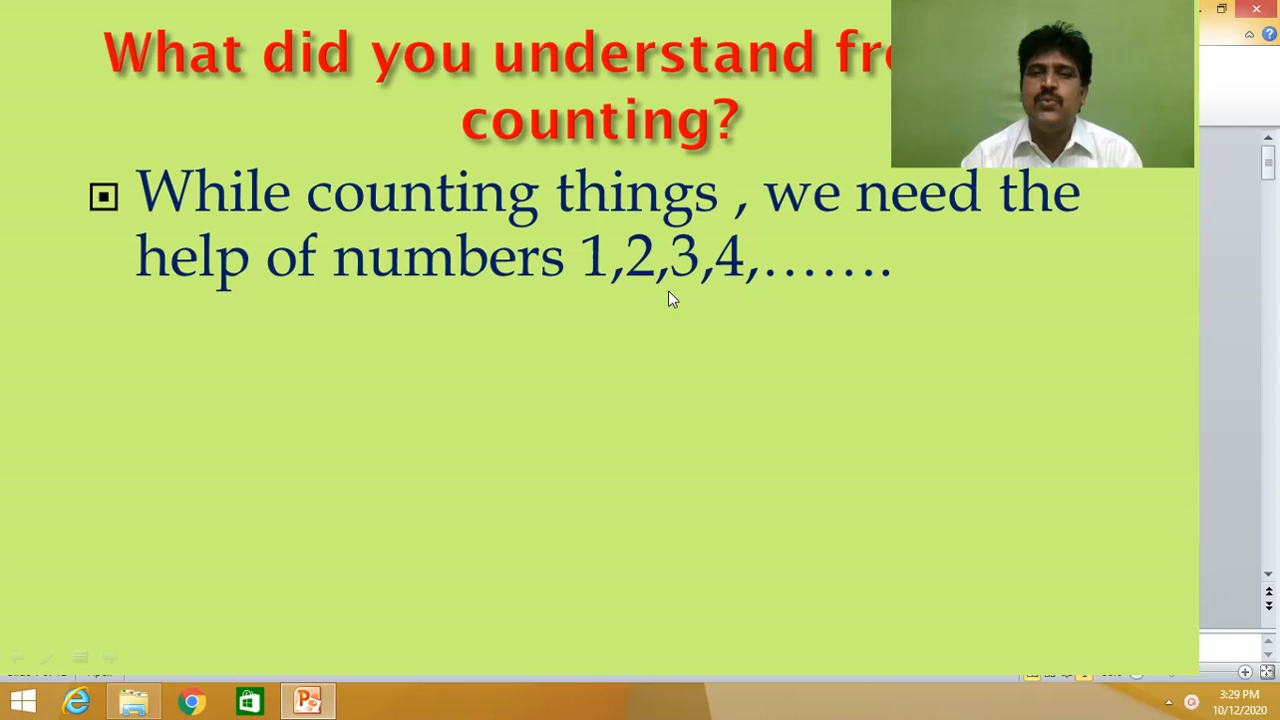 What did you understand
counting?
While counting things , we need the
help of numbers 1,2,3,4,…….
3:29 PM
10/12/2020